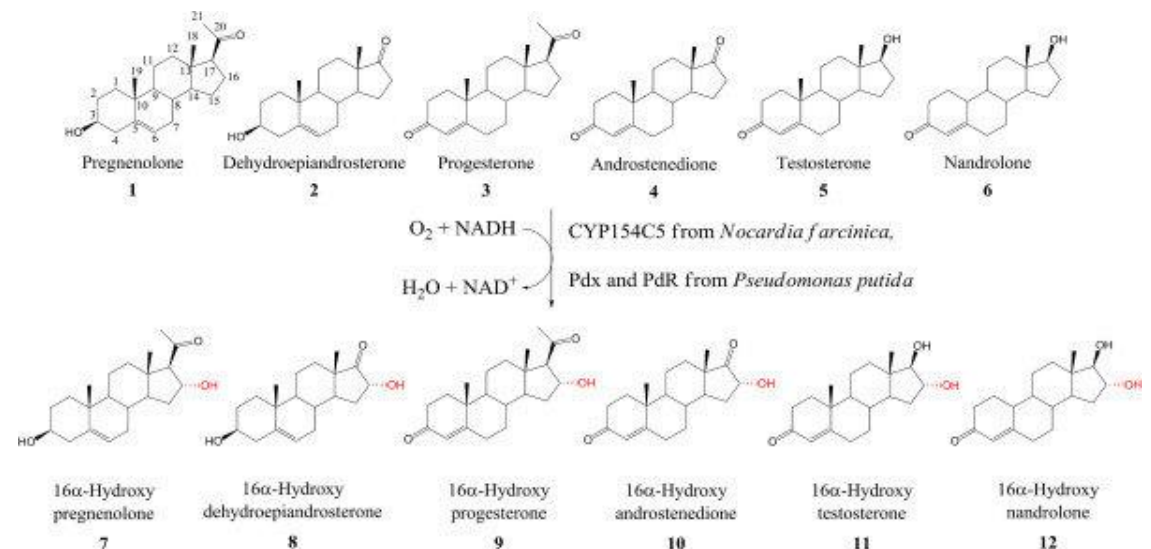 21
20
O
18
12
17
11
13
16
19
1
9
14
2
10
8
15
3
5
7
HO
4
6
O
HO
O
O
O
O
OH
O
OH
O
Pregnenolone
Dehydroepiandrosterone
Progesterone
Androstenedione
Testosterone
Nandrolone
1
2
3
4
5
6
O2 + NADH
CYP154C5 from Nocardia farcinica,
H2O + NAD+
Pdx and PdR from Pseudomonas putida
O
OH
HO
O
OH
HO
O
OH
O
O
OH
O
OH
OH
O
OH
OH
O
16α-Hydroxy
pregnenolone
16α-Hydroxy
dehydroepiandrosterone
16α-Hydroxy
progesterone
16α-Hydroxy
androstenedione
16α-Hydroxy
testosterone
16α-Hydroxy
nandrolone
7
8
9
10
11
12